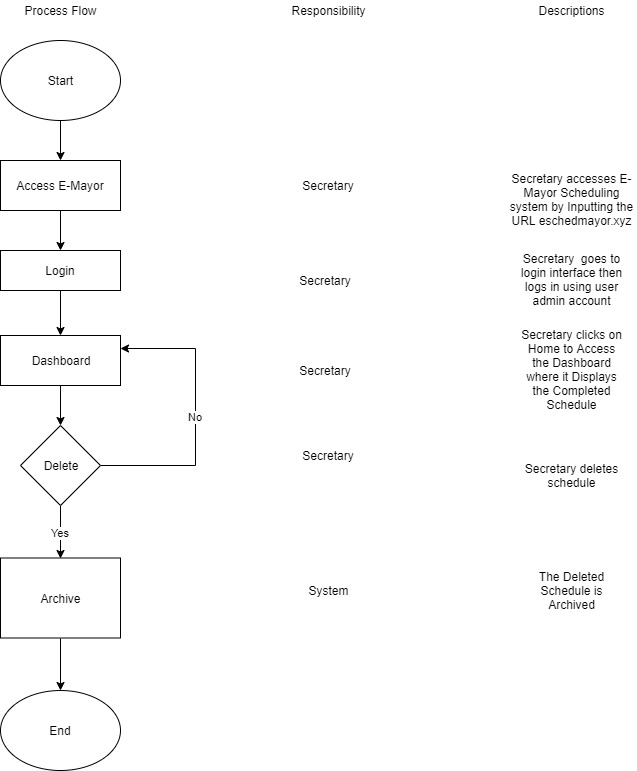 Process Flow
Responsibility
Descriptions
Start
Access E-Mayor
Secretary
Secretary accesses E-
Mayor Scheduling
system by Inputting the
URL eschedmayor.xyz
Login
Secretary
Secretary goes to
login interface then
logs in using user
admin account
Dashboard
Secretary
Secretary clicks on
Home to Access
the Dashboard
where it Displays
the Completed
Schedule
No
Delete
Secretary
Secretary deletes
schedule
Yes
Archive
System
The Deleted
Schedule is
Archived
End